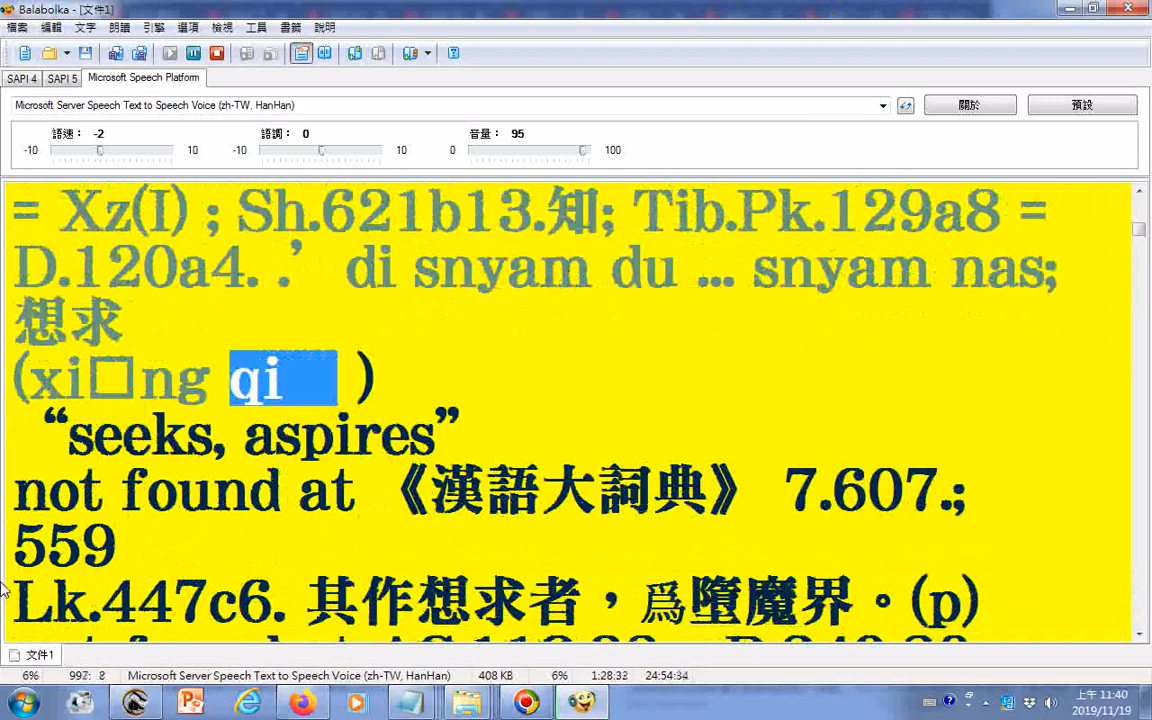 Balabolka - [文件1]
檔案 編輯 文字 朗讀 引擎 選項 檢視 工具 書籤 說明
SAPI 4 SAPI 5 Microsoft Speech Platform
Microsoft Server Speech Text to Speech Voice (zh-TW, HanHan) 關於 預設
語速： -2 語調： 0 音量： 95
-10 10 -10 10 0 100
= Xz(I) ; Sh.621b13.知; Tib.Pk.129a8 =
D.120a4. .’ di snyam du ... snyam nas;
想求
(xi□ng qi )
“seeks, aspires”
not found at 《漢語大詞典》 7.607.;
559
Lk.447c6. 其作想求者，爲墮魔界。(p)
文件1
6% 992: 8 Microsoft Server Speech Text to Speech Voice (zh-TW, HanHan) 408 KB 6% 1:28:32 24:54:34
上午 11:40
2019/11/19